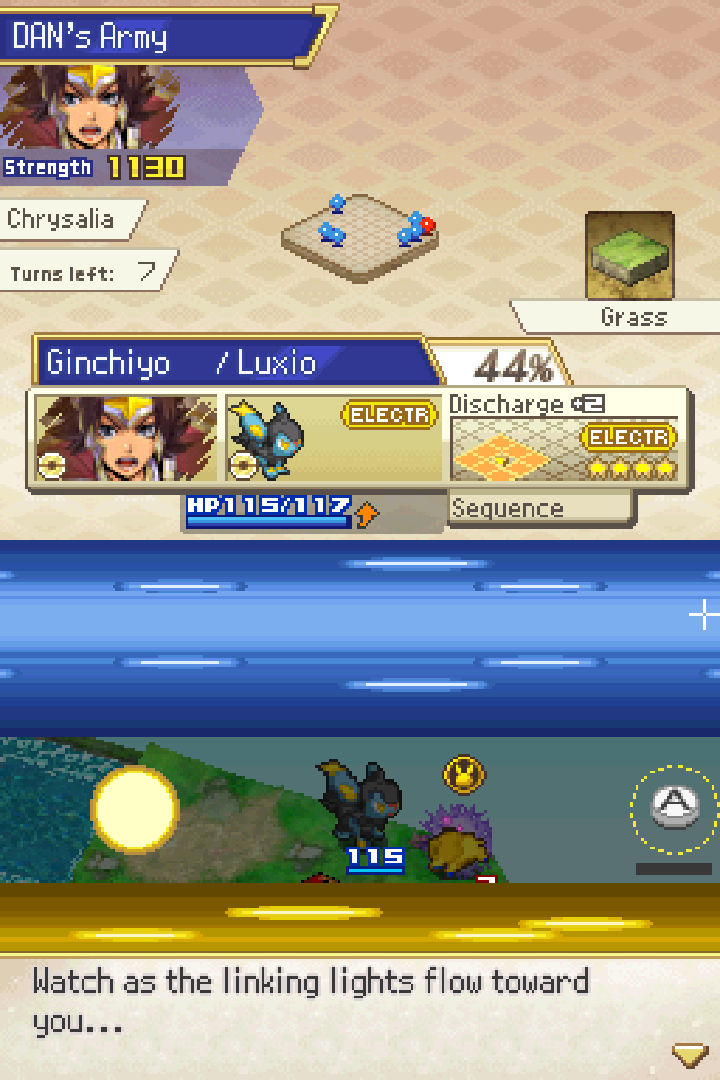 DAN's Army
Strength 1130
Chrysalia
Turns left: 7
Grass
Ginchiyo / Luxio
44%
ELECTR
Discharge +2
ELECTR
HP115/117
Sequence
A
115
Watch as the linking lights flow toward
you...